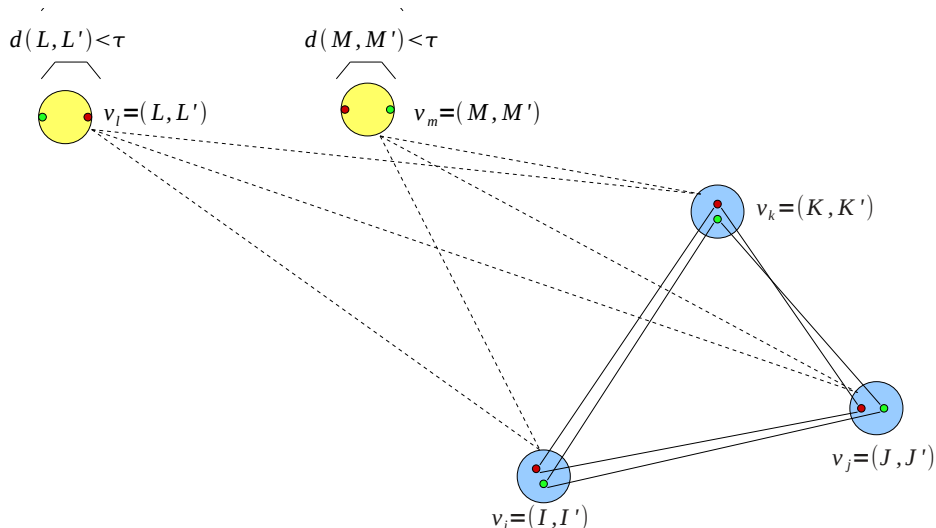 d(L,L')<τ
d(M,M')<τ
v_l=(L,L')
v_m=(M,M')
v_k=(K,K')
v_j=(J,J')
v_i=(I,I')